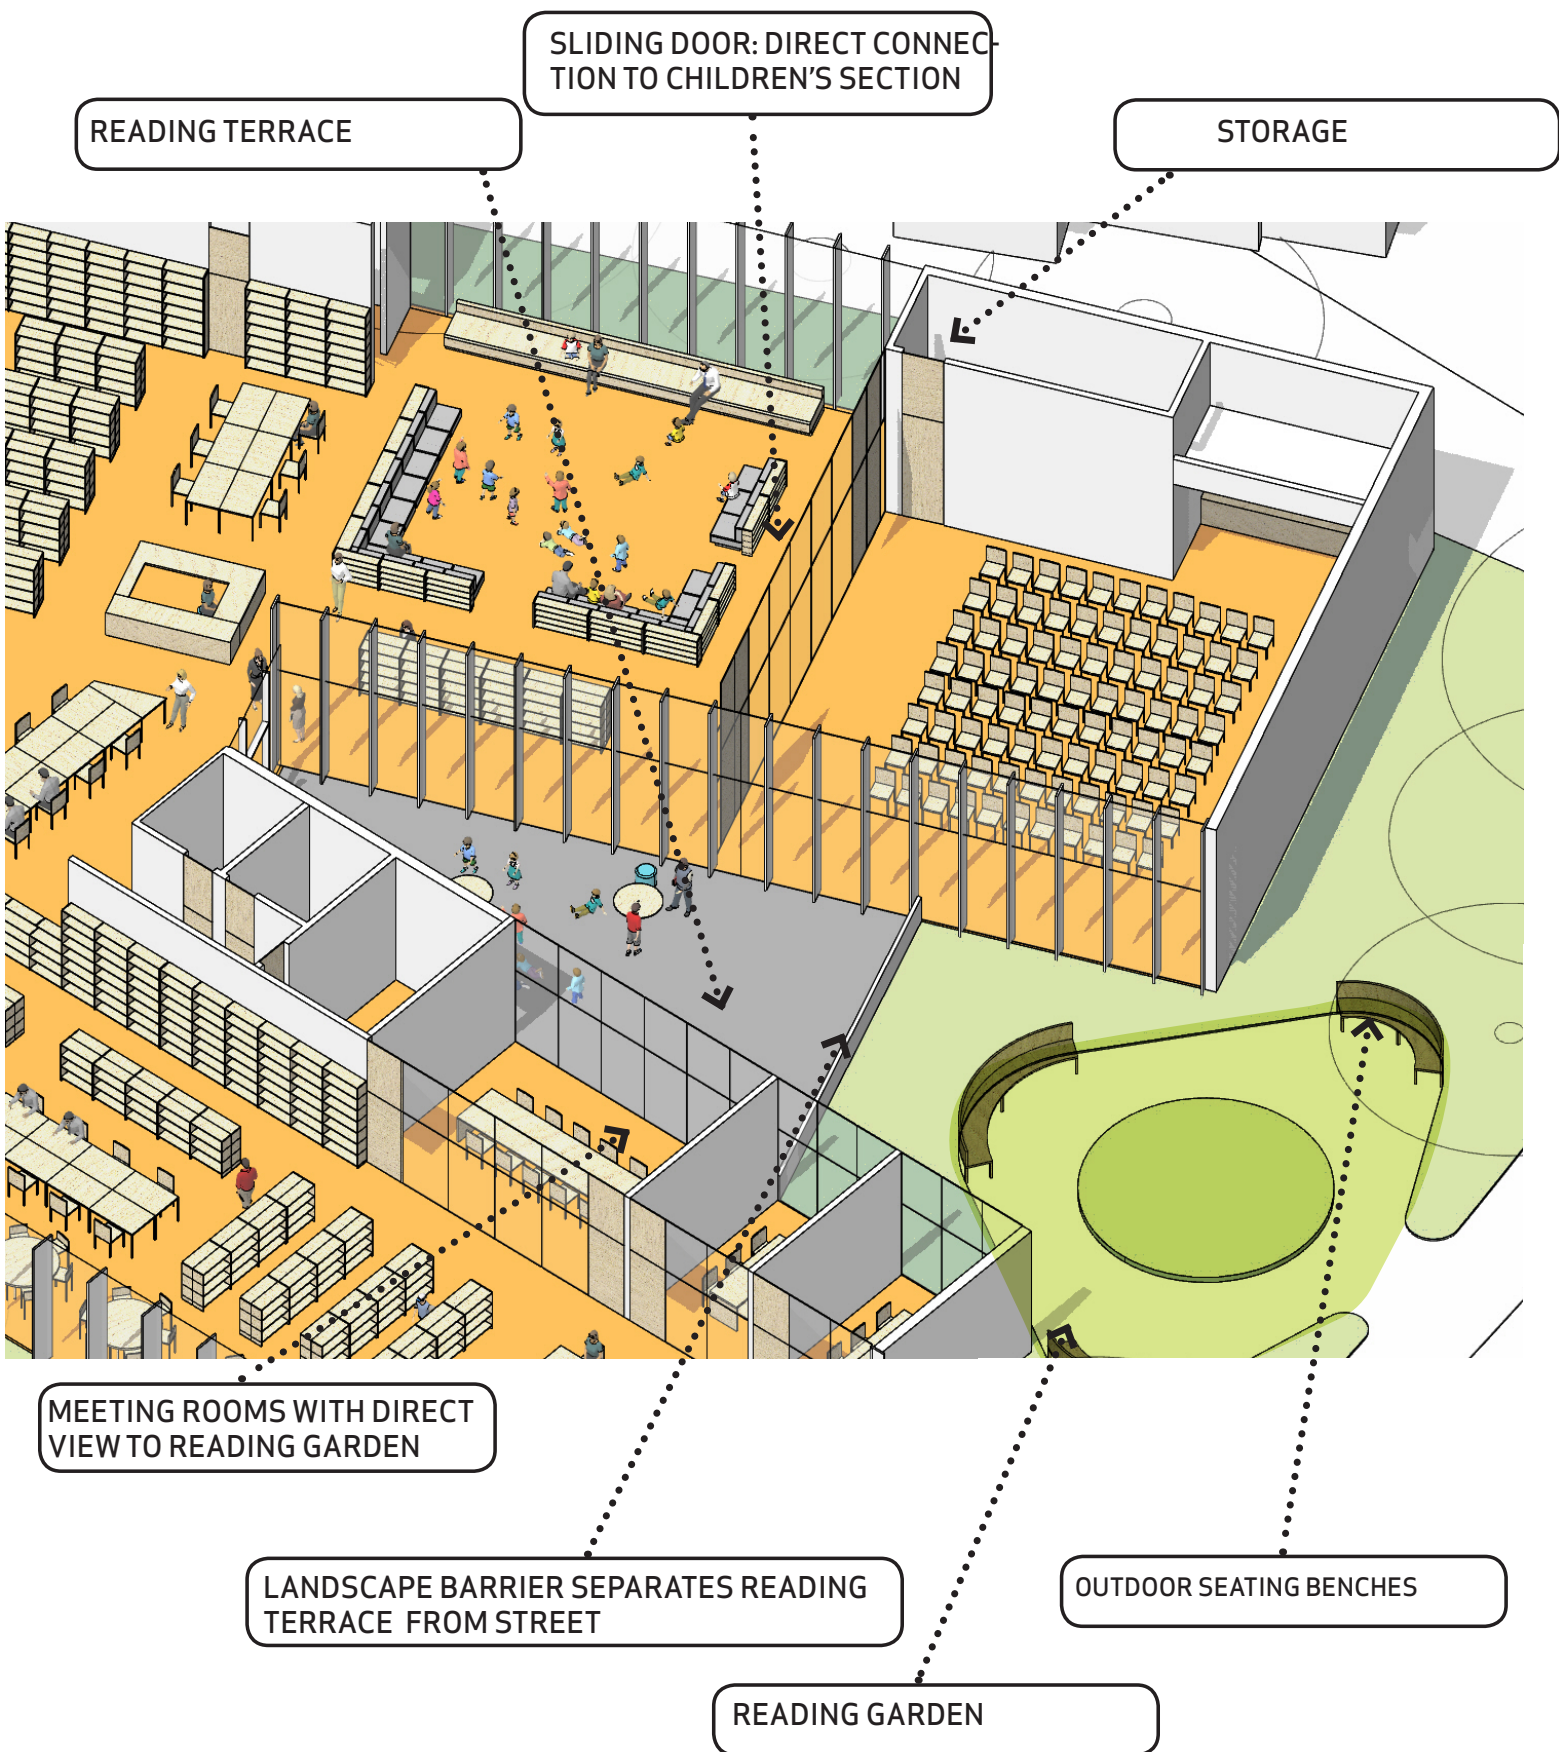 SLIDING DOOR: DIRECT CONNEC-
TION TO CHILDREN'S SECTION
READING TERRACE
STORAGE
MEETING ROOMS WITH DIRECT
VIEW TO READING GARDEN
LANDSCAPE BARRIER SEPARATES READING
TERRACE FROM STREET
OUTDOOR SEATING BENCHES
READING GARDEN